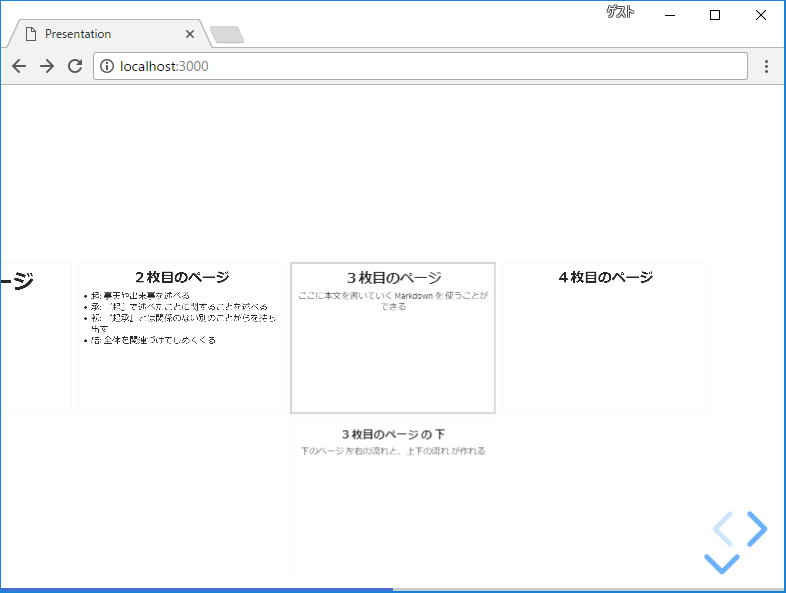 ゲスト
Presentation
localhost:3000
ージ
２枚目のページ
起: 事実や出来事を述べる
承: 『起』で述べたことに関することを述べる
転: 『起承』とは関係のない別のことがらを持ち
出す
結: 全体を関連づけてしめくくる
３枚目のページ
ここに本文を書いていく Markdown を 使うことが
できる
４枚目のページ
３枚目のページ の 下
下のページ 左右の流れと、上下の流れ が作れる